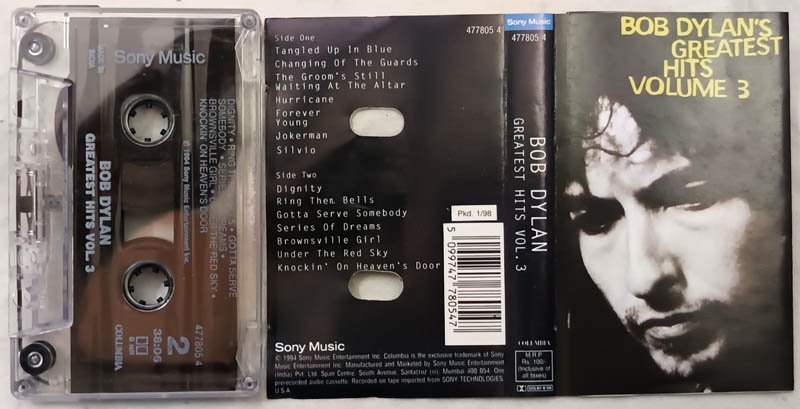 Sony Music
MADE IN
INDIA
DIGNITY • RING
S • GOTTA SERVE
SOMEBODY • SERIE
BROWNSVILLE GIRL •
THE RED SKY •
KNOCKIN' ON HEAVEN'S DOOR
℗ 1994 Sony Music Entertainment Inc.
BOB DYLAN
GREATEST HITS VOL. 3
477805 4
2
38:06
COLUMBIA
Side One
Tangled Up In Blue
Changing Of The Guards
The Groom's Still
Waiting At The Altar
Hurricane
Forever
Young
Jokerman
Silvio
Side Two
Dignity
Ring Them Bells
Gotta Serve Somebody
Series Of Dreams
Brownsville Girl
Under The Red Sky
Knockin' On Heaven's Door
477805 4
Pkd. 1/98
5 099747 780547
Sony Music
© 1994 Sony Music Entertainment Inc. Columbia is the exclusive trademark of Sony
Music Entertainment Inc. Manufactured and Marketed by Sony Music Entertainment
(India) Pvt. Ltd. Span Centre, South Avenue, Santacruz (w), Mumbai 400 054. One
prerecorded audio cassette. Recorded on tape imported from SONY TECHNOLOGIES,
U.S.A.
Sony Music
477805 4
BOB DYLAN
GREATEST HITS VOL. 3
COLUMBIA
M.R.P
Rs. 100/-
(Inclusive of
all taxes)
DOLBY B NR
BOB DYLAN'S
GREATEST
HITS
VOLUME 3